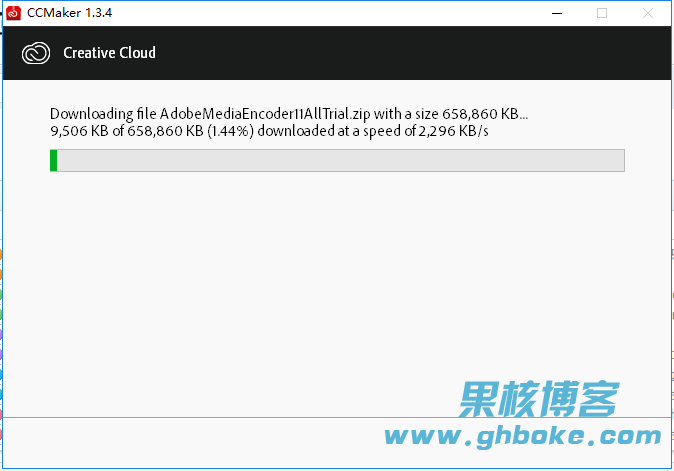 CCMaker 1.3.4
Creative Cloud
Downloading file AdobeMediaEncoder11AllTrial.zip with a size 658,860 KB...
9,506 KB of 658,860 KB (1.44%) downloaded at a speed of 2,296 KB/s
果核博客
www.ghboke.com